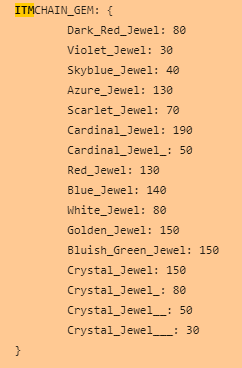 ITMCHAIN_GEM: {
Dark_Red_Jewel: 80
Violet_Jewel: 30
Skyblue_Jewel: 40
Azure_Jewel: 130
Scarlet_Jewel: 70
Cardinal_Jewel: 190
Cardinal_Jewel_: 50
Red_Jewel: 130
Blue_Jewel: 140
White_Jewel: 80
Golden_Jewel: 150
Bluish_Green_Jewel: 150
Crystal_Jewel: 150
Crystal_Jewel_: 80
Crystal_Jewel__: 50
Crystal_Jewel___: 30
}